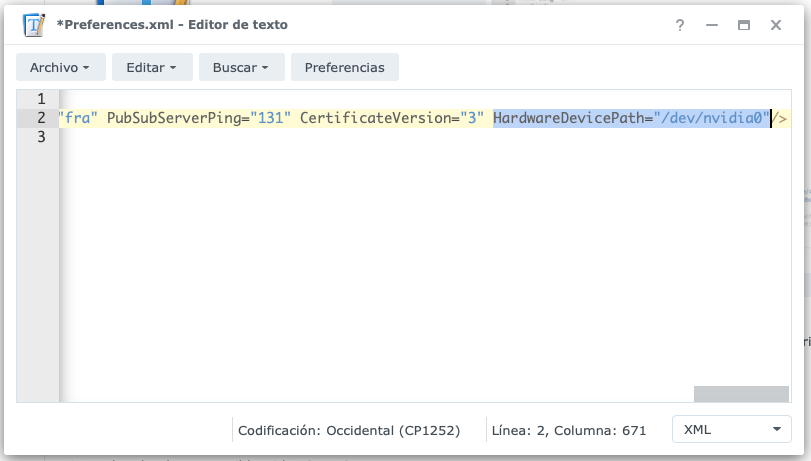 *Preferences.xml - Editor de texto
Archivo Editar Buscar Preferencias
1
2 "fra" PubSubServerPing="131" CertificateVersion="3" HardwareDevicePath="/dev/nvidia0"/>
3
Codificación: Occidental (CP1252) Línea: 2, Columna: 671 XML